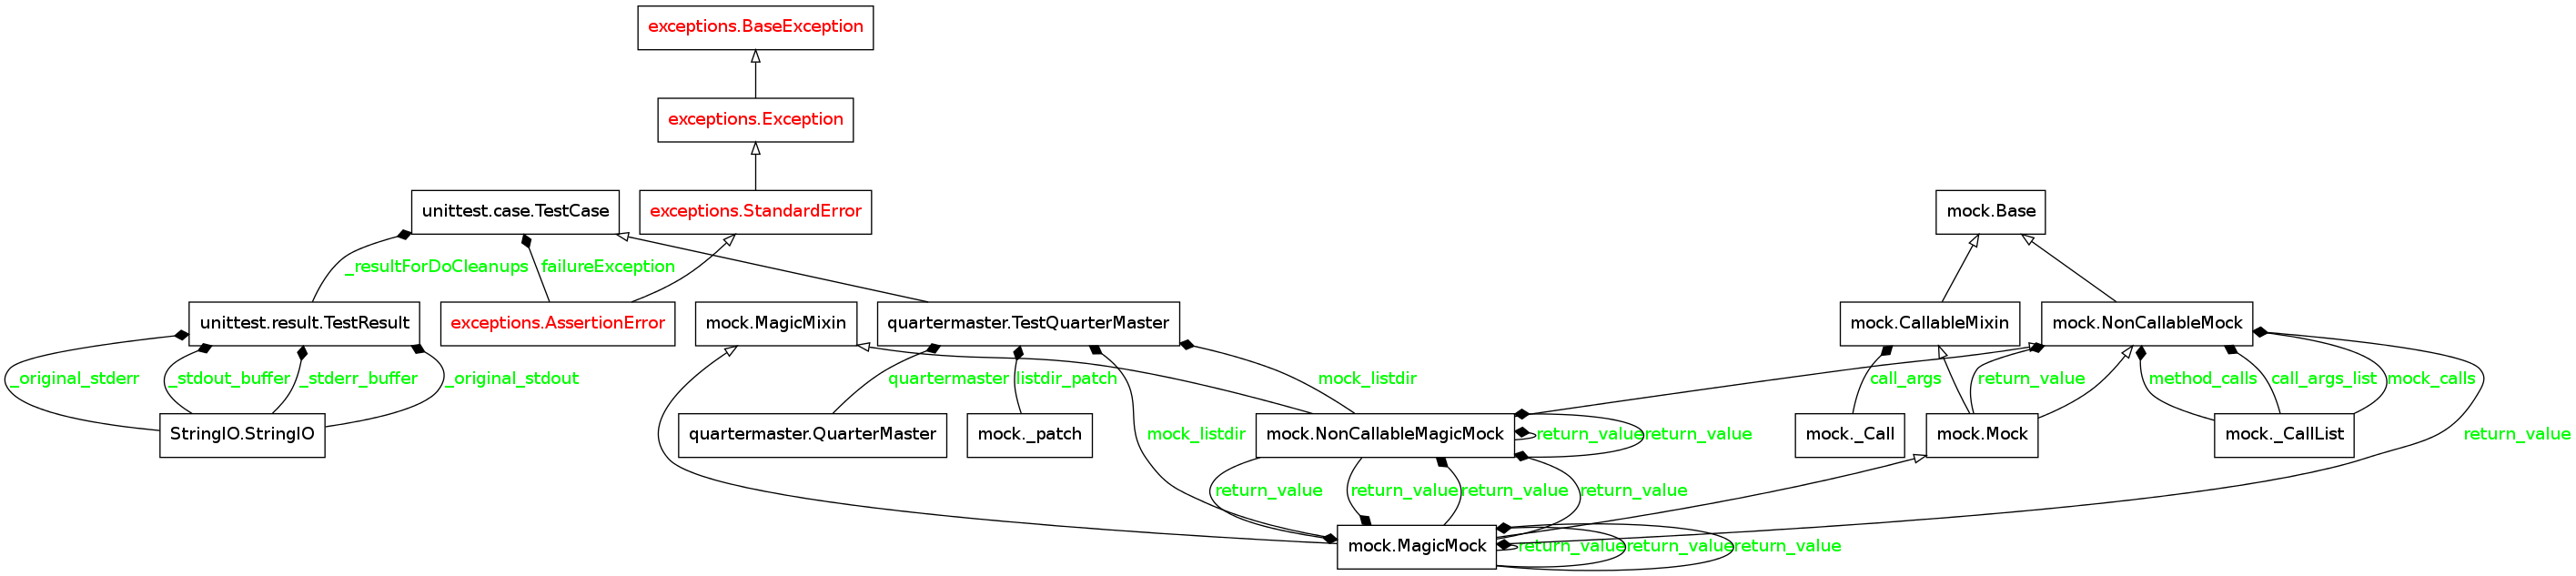 exceptions.BaseException
exceptions.Exception
unittest.case.TestCase
exceptions.StandardError
mock.Base
_resultForDoCleanups
failureException
unittest.result.TestResult
exceptions.AssertionError
mock.MagicMixin
quartermaster.TestQuarterMaster
mock.CallableMixin
mock.NonCallableMock
_original_stderr
_stdout_buffer
_stderr_buffer
_original_stdout
quartermaster
listdir_patch
mock_listdir
call_args
return_value
method_calls
call_args_list
mock_calls
StringIO.StringIO
quartermaster.QuarterMaster
mock._patch
mock_listdir
mock.NonCallableMagicMock
return_value
return_value
mock._Call
mock.Mock
mock._CallList
return_value
return_value
return_value
return_value
return_value
mock.MagicMock
return_value
return_value
return_value